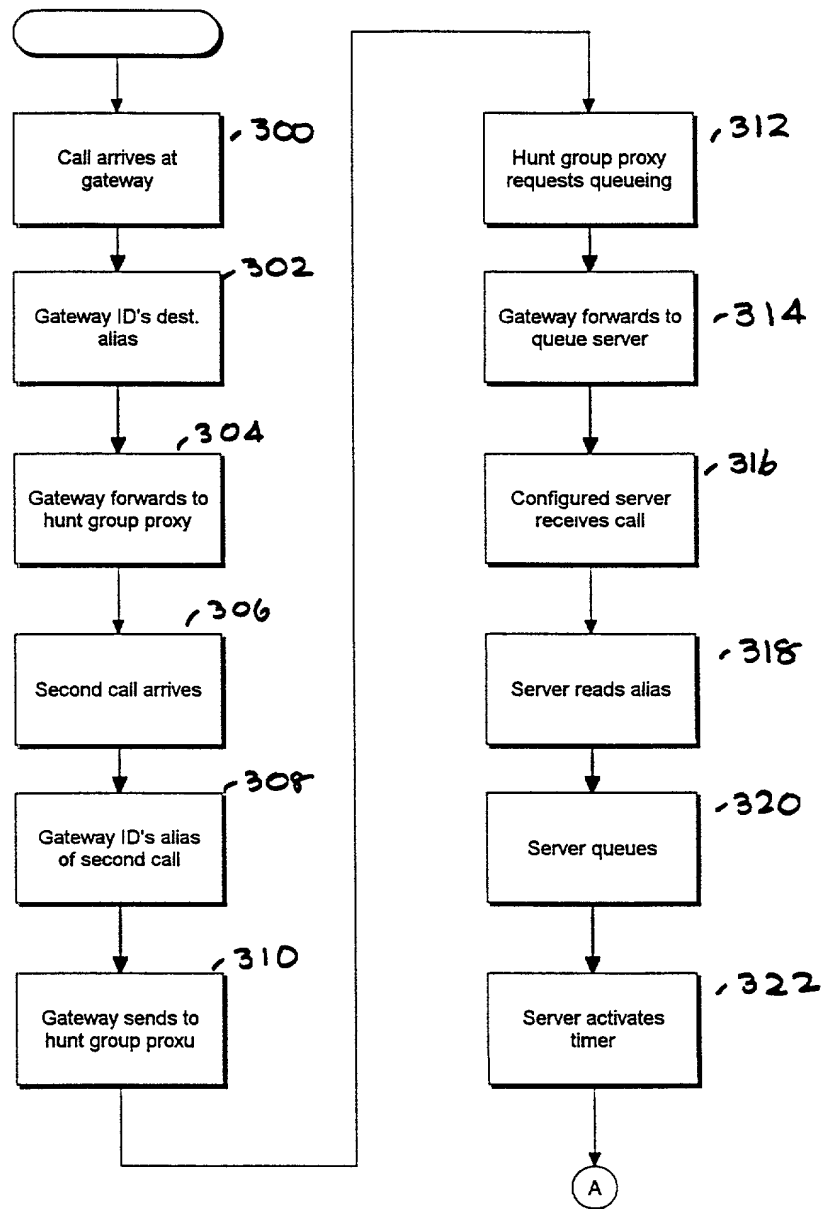 Call arrives at
gateway
300
Gateway ID's dest.
alias
302
Gateway forwards to
hunt group proxy
304
Second call arrives
306
Gateway ID's alias
of second call
308
Gateway sends to
hunt group proxu
310
Hunt group proxy
requests queueing
312
Gateway forwards to
queue server
314
Configured server
receives call
316
Server reads alias
318
Server queues
320
Server activates
timer
322
A